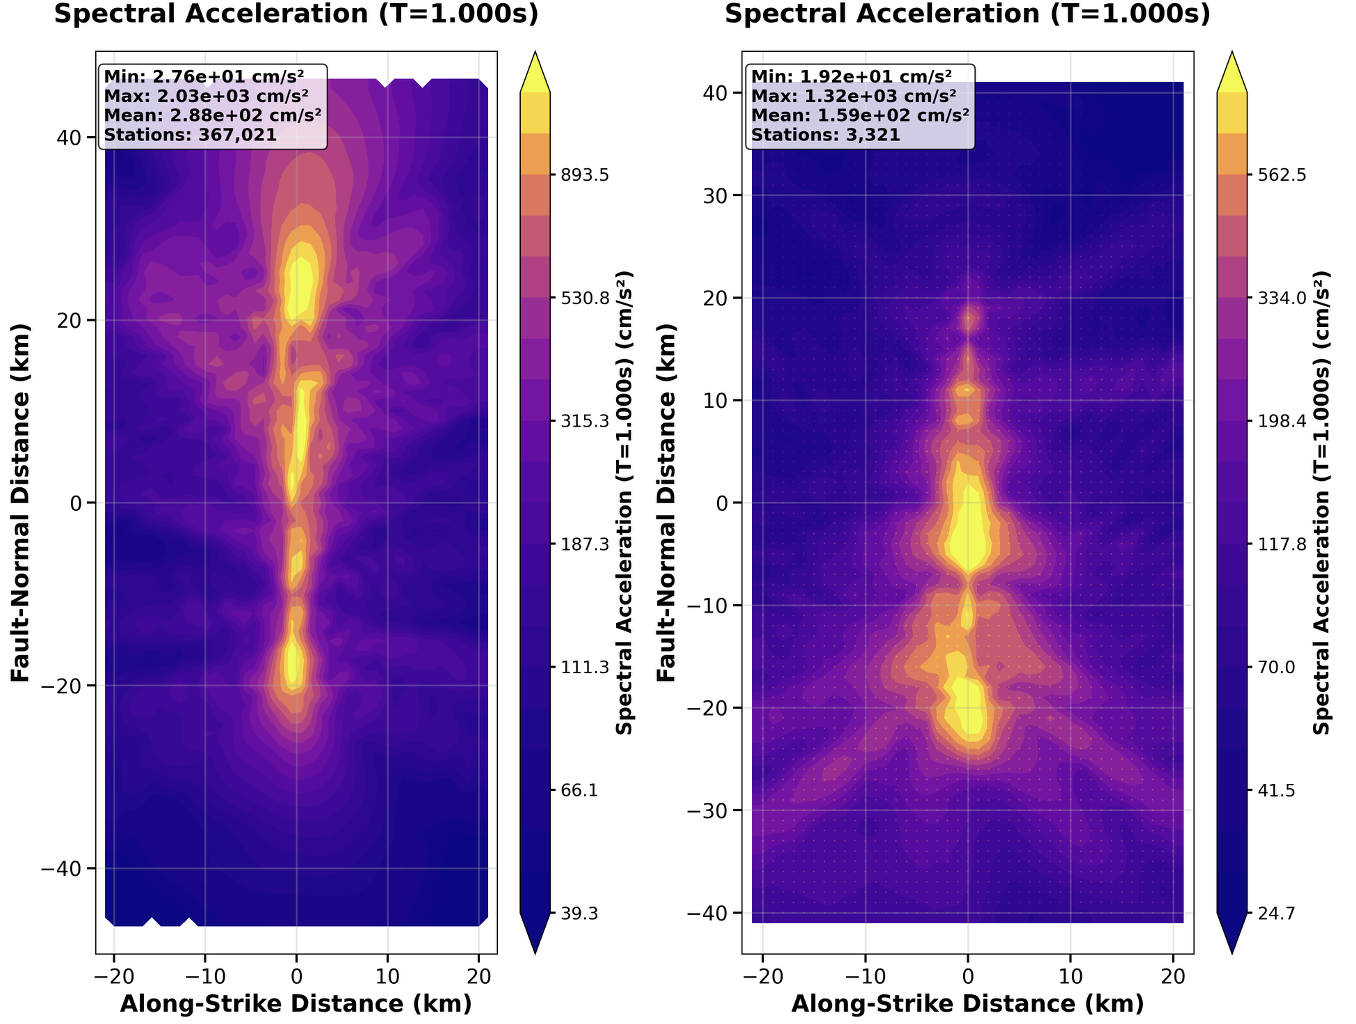 Spectral Acceleration (T=1.000s)
Min: 2.76e+01 cm/s²
Max: 2.03e+03 cm/s²
Mean: 2.88e+02 cm/s²
Stations: 367,021
40
20
0
−20
−40
Fault-Normal Distance (km)
−20
−10
0
10
20
Along-Strike Distance (km)
893.5
530.8
315.3
187.3
111.3
66.1
39.3
Spectral Acceleration (T=1.000s) (cm/s²)
Spectral Acceleration (T=1.000s)
Min: 1.92e+01 cm/s²
Max: 1.32e+03 cm/s²
Mean: 1.59e+02 cm/s²
Stations: 3,321
40
30
20
10
0
−10
−20
−30
−40
Fault-Normal Distance (km)
−20
−10
0
10
20
Along-Strike Distance (km)
562.5
334.0
198.4
117.8
70.0
41.5
24.7
Spectral Acceleration (T=1.000s) (cm/s²)